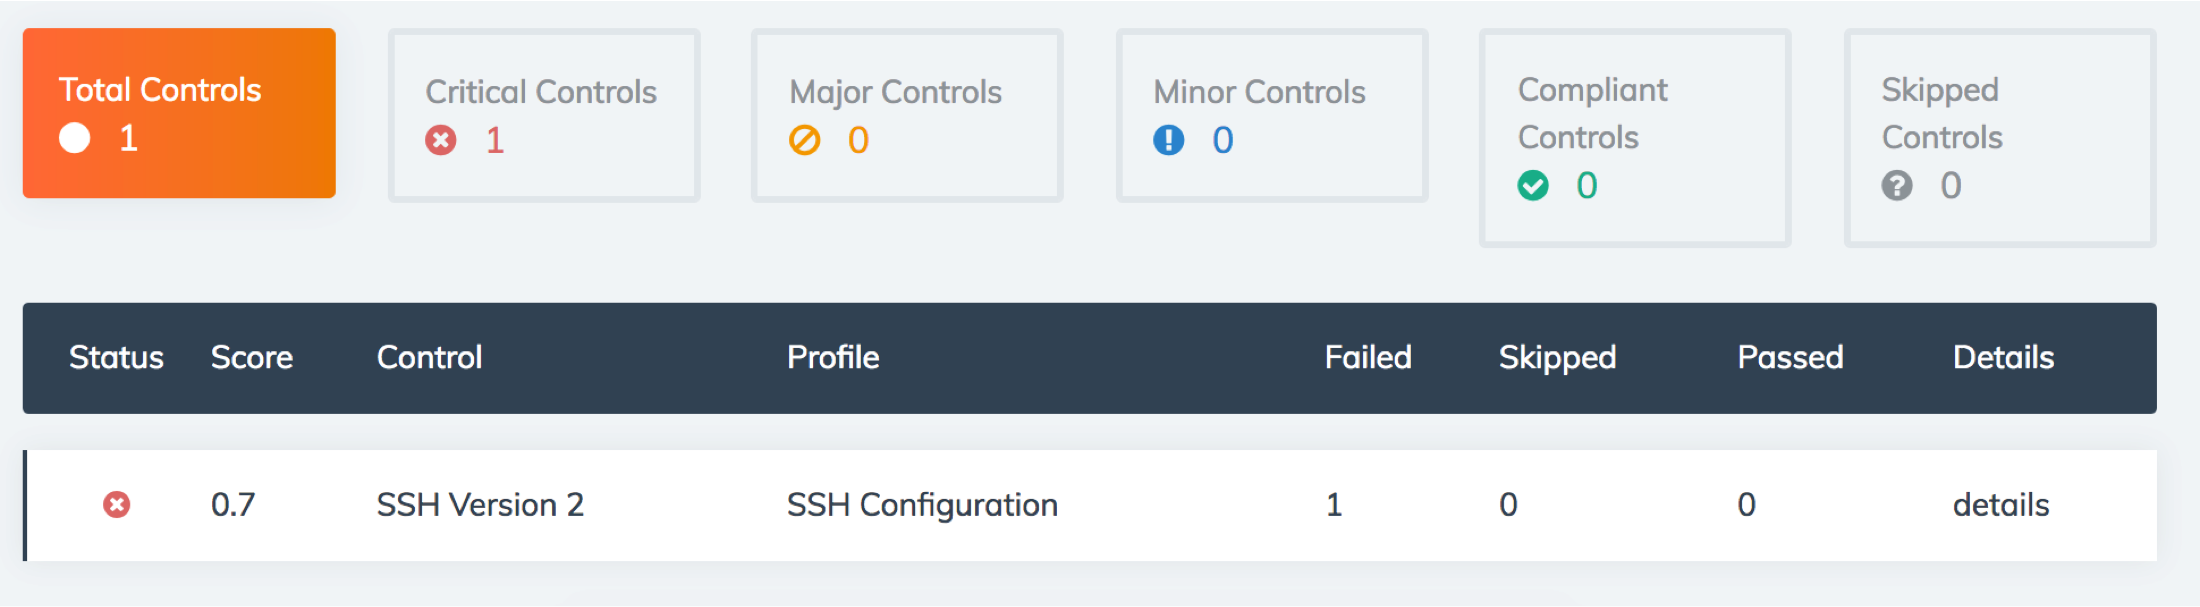 Total Controls
1
Critical Controls
1
Major Controls
0
Minor Controls
0
Compliant
Controls
0
Skipped
Controls
0
Status Score Control Profile Failed Skipped Passed Details
0.7 SSH Version 2 SSH Configuration 1 0 0 details